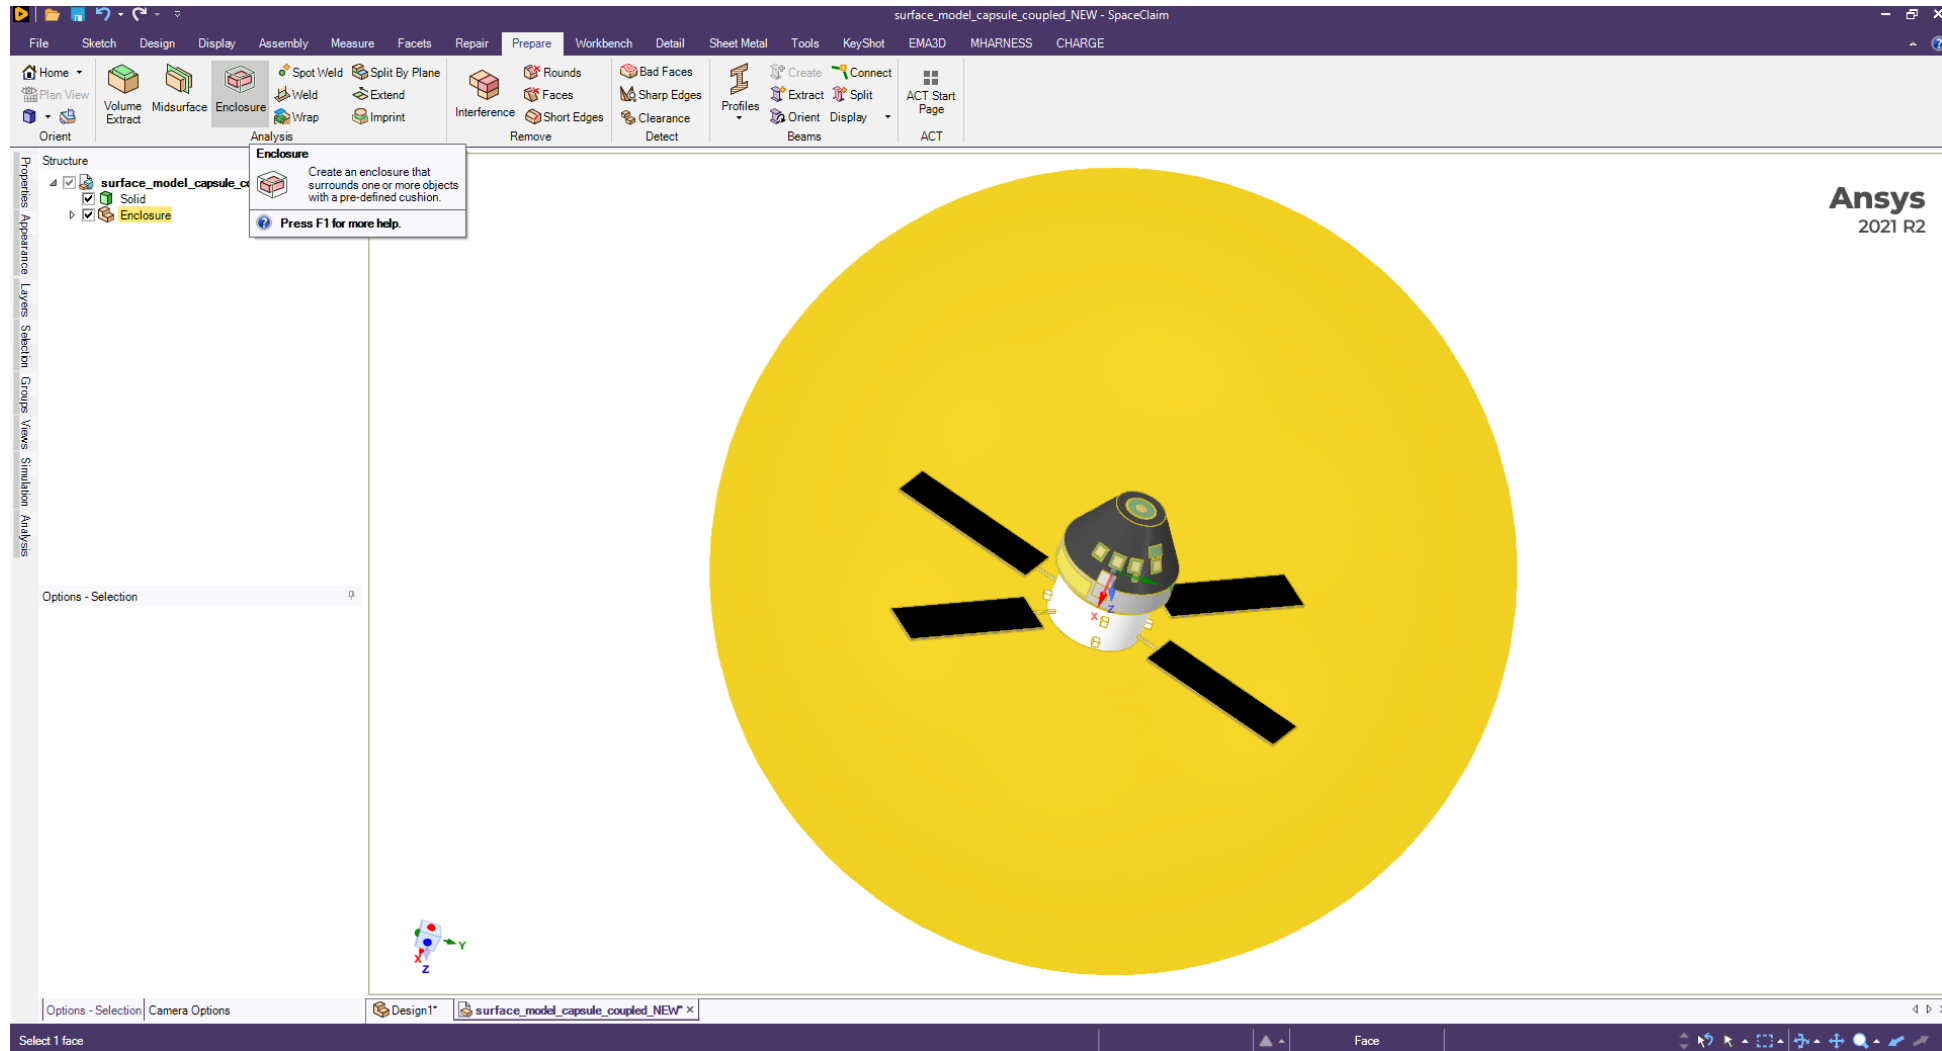 surface_model_capsule_coupled_NEW - SpaceClaim
File Sketch Design Display Assembly Measure Facets Repair Prepare Workbench Detail Sheet Metal Tools KeyShot EMA3D MHARNESS CHARGE
Home
Plan View
Orient
Volume Extract
Midsurface
Enclosure
Spot Weld
Weld
Wrap
Split By Plane
Extend
Imprint
Analysis
Interference
Rounds
Faces
Short Edges
Remove
Bad Faces
Sharp Edges
Clearance
Detect
Profiles
Create
Extract
Orient
Connect
Split
Display
Beams
ACT Start
Page
ACT
Structure
surface_model_capsule_c
Solid
Enclosure
Enclosure
Create an enclosure that
surrounds one or more objects
with a pre-defined cushion.
Press F1 for more help.
Properties
Appearance
Layers
Selection
Groups
Views
Simulation
Analysis
Ansys
2021 R2
X
Z
Options - Selection
X
Y
Z
Options - Selection Camera Options
Design1*
surface_model_capsule_coupled_NEW*
Select 1 face
Face